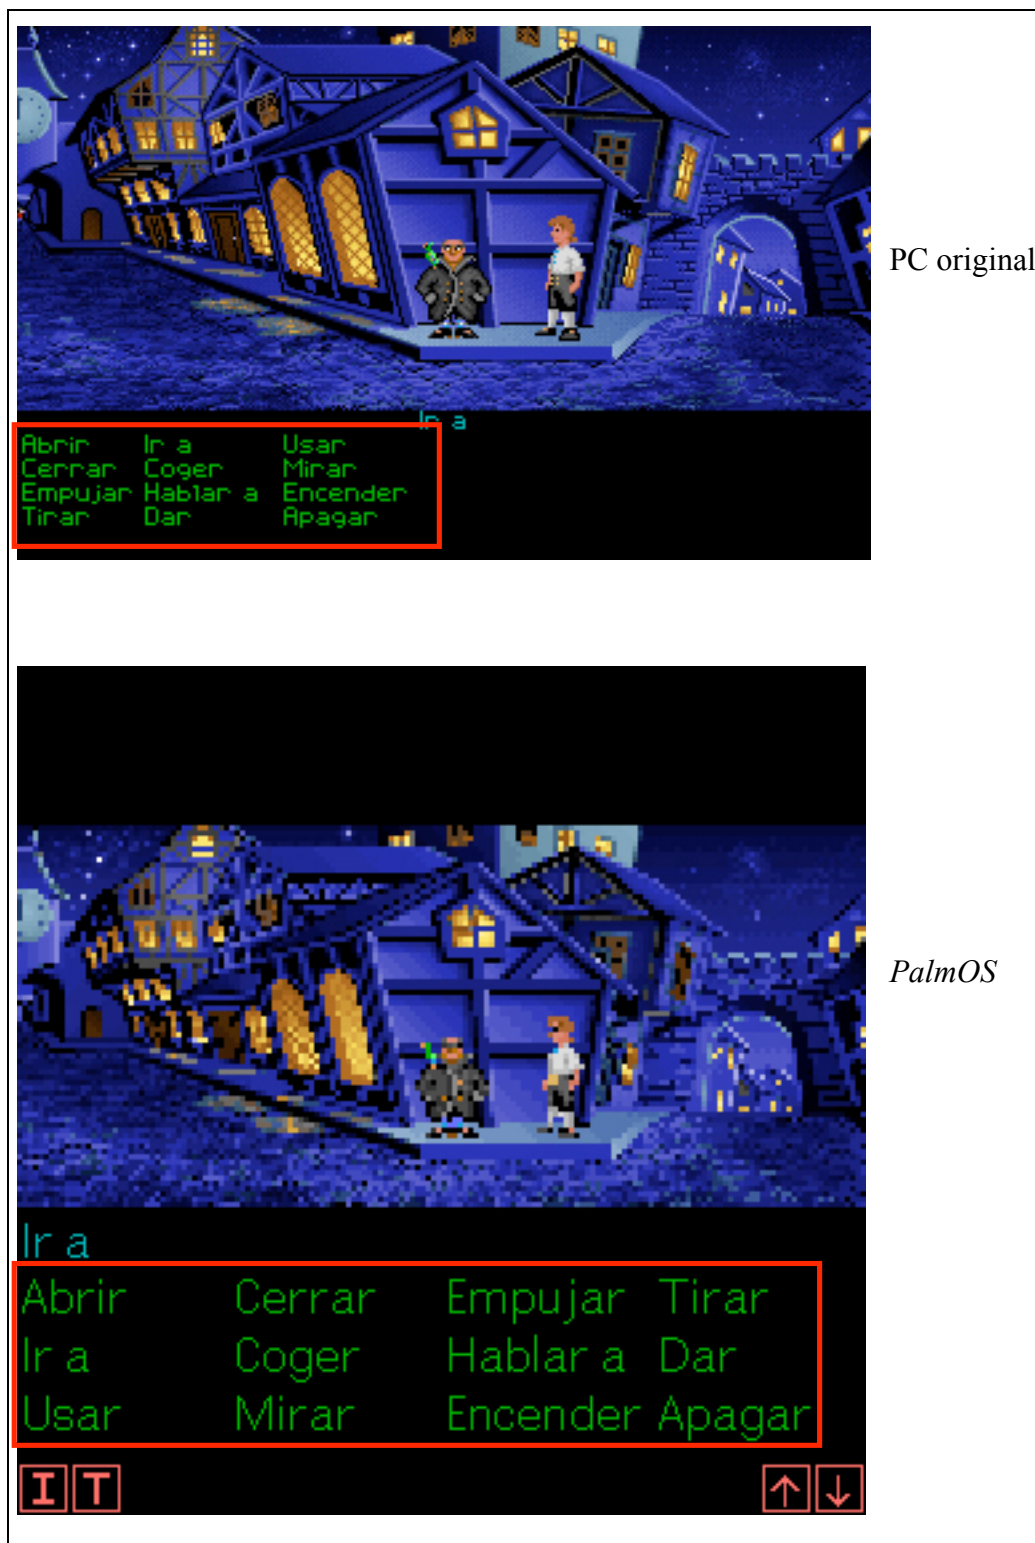 PC original
Ir a
Abrir Ir a Usar
Cerrar Coger Mirar
Empujar Hablar a Encender
Tirar Dar Apagar
PalmOS
Ir a
Abrir Cerrar Empujar Tirar
Ir a Coger Hablar a Dar
Usar Mirar Encender Apagar
I T ↑ ↓